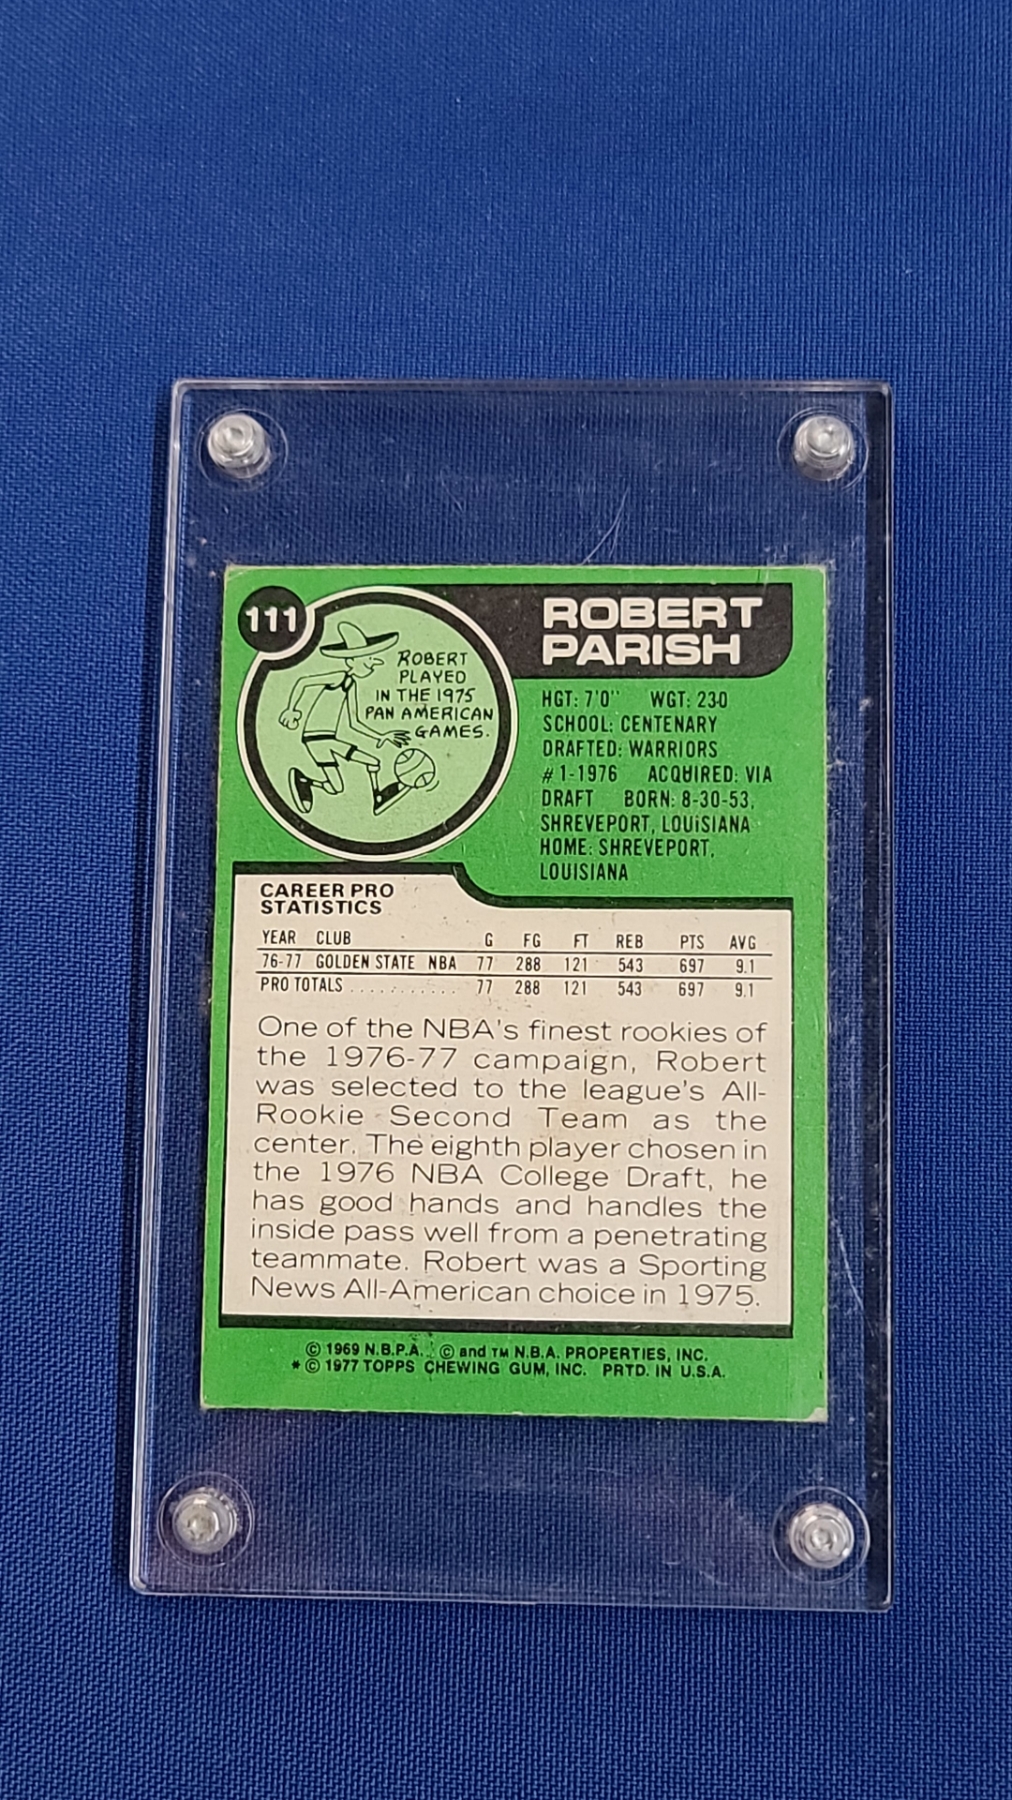 111
ROBERT
PARISH
ROBERT
PLAYED
IN THE 1975
PAN AMERICAN
GAMES.
HGT: 7'0" WGT: 230
SCHOOL: CENTENARY
DRAFTED: WARRIORS
#1-1976 ACQUIRED: VIA
DRAFT BORN: 8-30-53,
SHREVEPORT, LOUISIANA
HOME: SHREVEPORT,
LOUISIANA
CAREER PRO
STATISTICS
YEAR CLUB G FG FT REB PTS AVG
76-77 GOLDEN STATE NBA 77 288 121 543 697 9.1
PRO TOTALS . . . . . . . . . . . 77 288 121 543 697 9.1
One of the NBA's finest rookies of
the 1976-77 campaign, Robert
was selected to the league's All-
Rookie Second Team as the
center. The eighth player chosen in
the 1976 NBA College Draft, he
has good hands and handles the
inside pass well from a penetrating
teammate. Robert was a Sporting
News All-American choice in 1975.
© 1969 N.B.P.A. © and TM N.B.A. PROPERTIES, INC.
* © 1977 TOPPS CHEWING GUM, INC. PRTD. IN U.S.A.